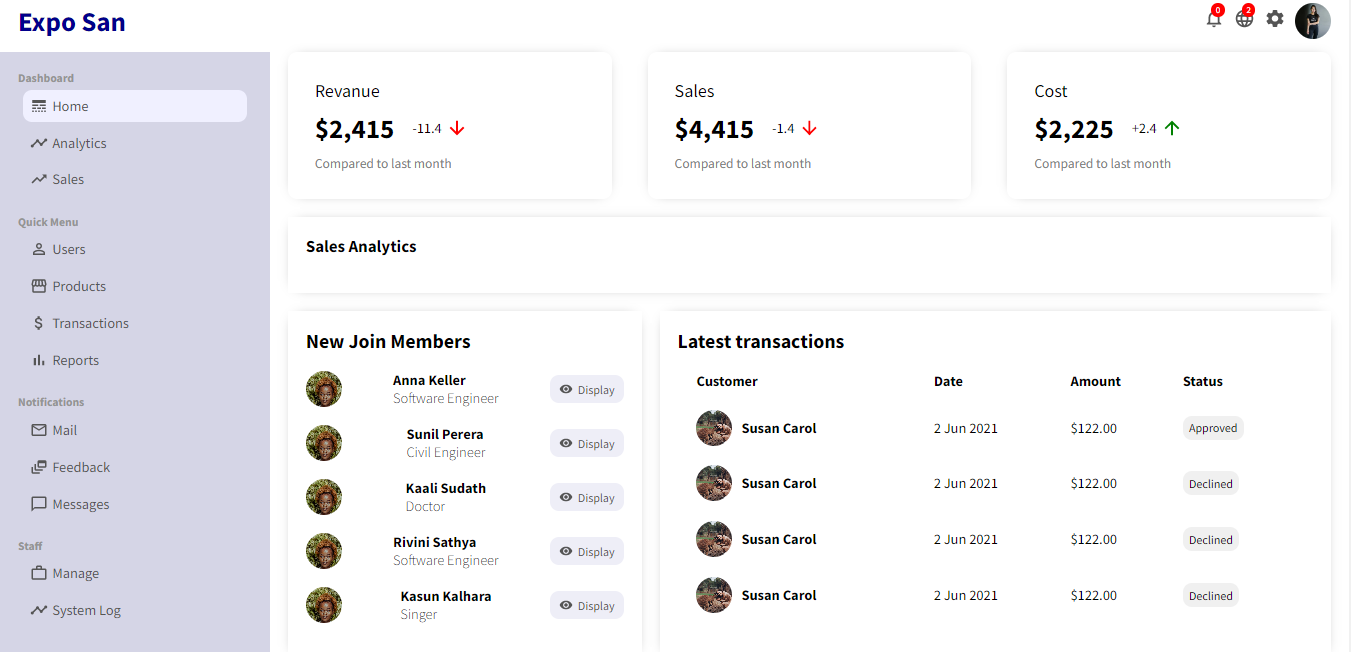 Expo San
0
2
Dashboard
Home
Analytics
Sales
Quick Menu
Users
Products
Transactions
Reports
Notifications
Mail
Feedback
Messages
Staff
Manage
System Log
Revanue
$2,415 -11.4
Compared to last month
Sales
$4,415 -1.4
Compared to last month
Cost
$2,225 +2.4
Compared to last month
Sales Analytics
New Join Members
Anna Keller
Software Engineer
Display
Sunil Perera
Civil Engineer
Display
Kaali Sudath
Doctor
Display
Rivini Sathya
Software Engineer
Display
Kasun Kalhara
Singer
Display
Latest transactions
Customer Date Amount Status
Susan Carol 2 Jun 2021 $122.00 Approved
Susan Carol 2 Jun 2021 $122.00 Declined
Susan Carol 2 Jun 2021 $122.00 Declined
Susan Carol 2 Jun 2021 $122.00 Declined